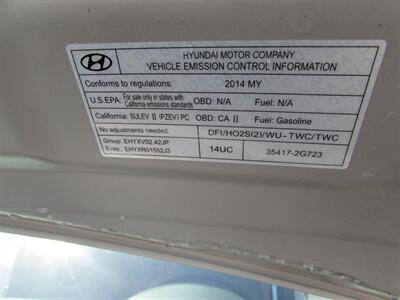 HYUNDAI MOTOR COMPANY
VEHICLE EMISSION CONTROL INFORMATION
Conforms to regulations: 2014 MY
U.S.EPA: For sale only in states with California emissions standards OBD: N/A Fuel: N/A
California: SULEV II (PZEV) PC OBD: CA II Fuel: Gasoline
No adjustments needed. DFI/HO2S(2)/WU-TWC/TWC
Group: EHYXV02.42JP
Evap.: EHYXR01552J3
14UC 35417-2G723